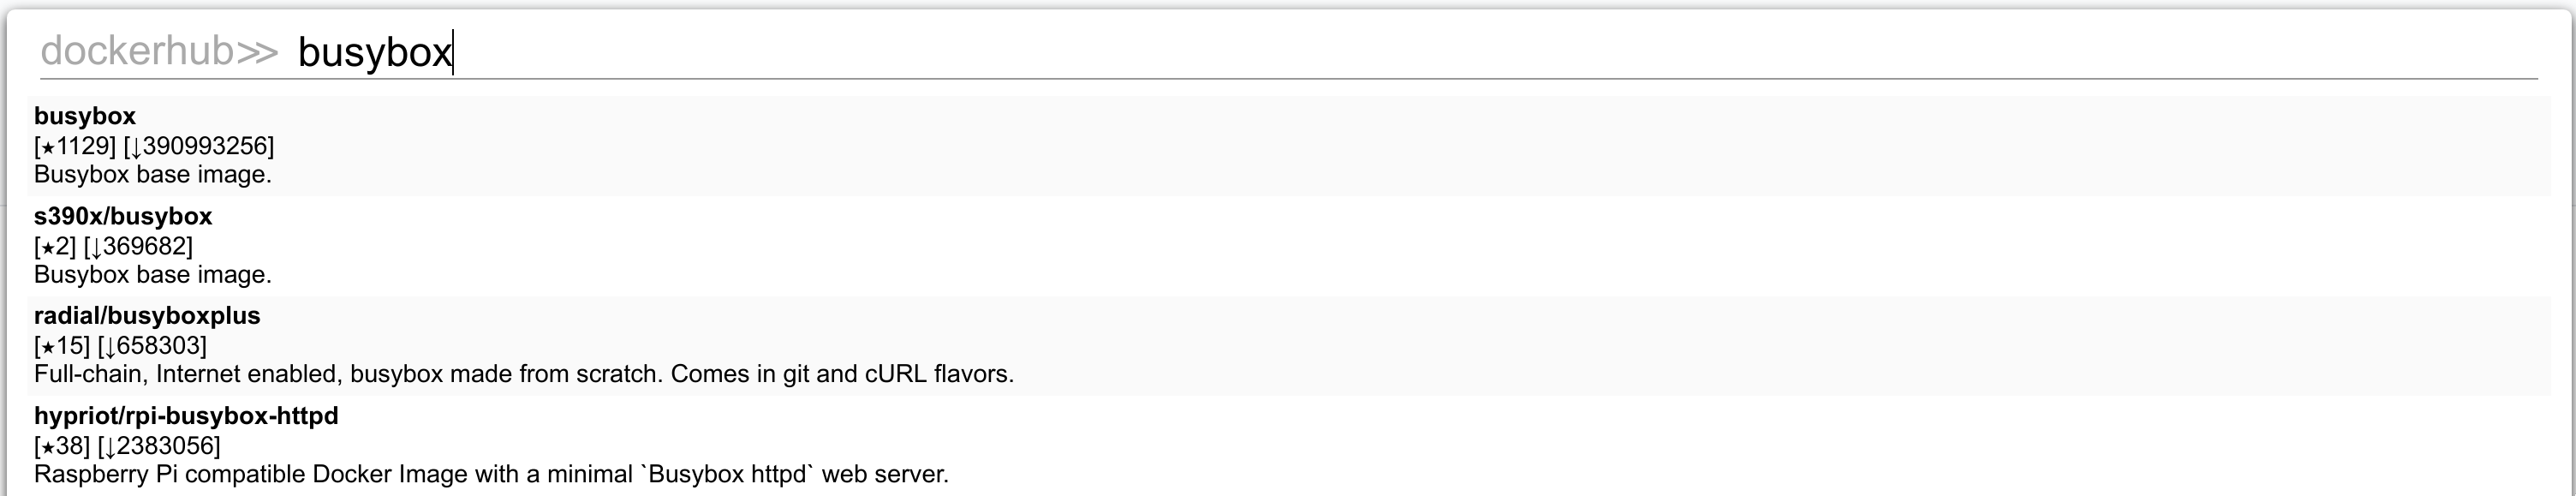 dockerhub≫ busybox
busybox
[★1129] [↓390993256]
Busybox base image.
s390x/busybox
[★2] [↓369682]
Busybox base image.
radial/busyboxplus
[★15] [↓658303]
Full-chain, Internet enabled, busybox made from scratch. Comes in git and cURL flavors.
hypriot/rpi-busybox-httpd
[★38] [↓2383056]
Raspberry Pi compatible Docker Image with a minimal `Busybox httpd` web server.